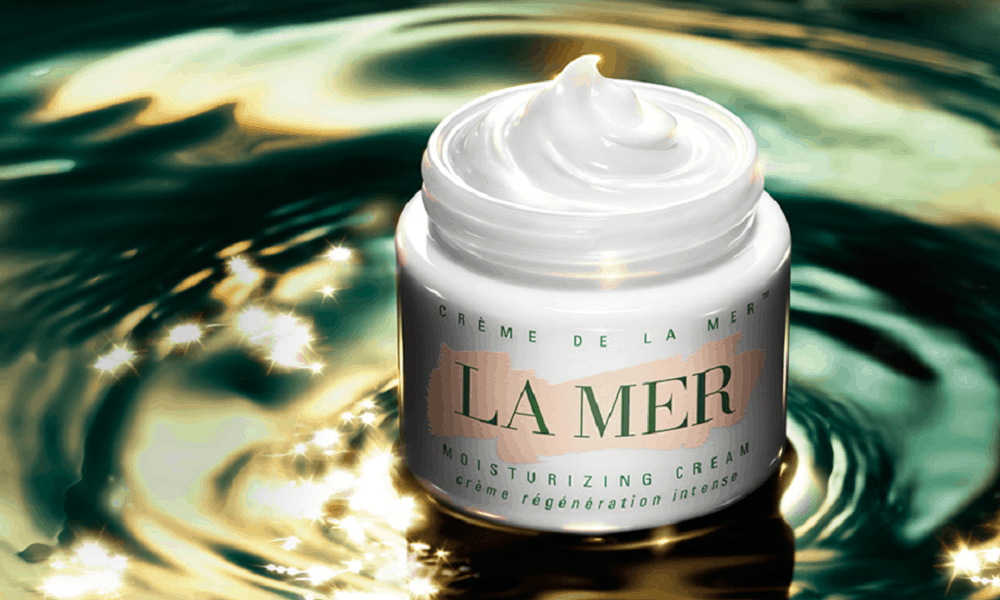 CRÈME DE LA MER™
LA MER
MOISTURIZING CREAM
crème régénération intense